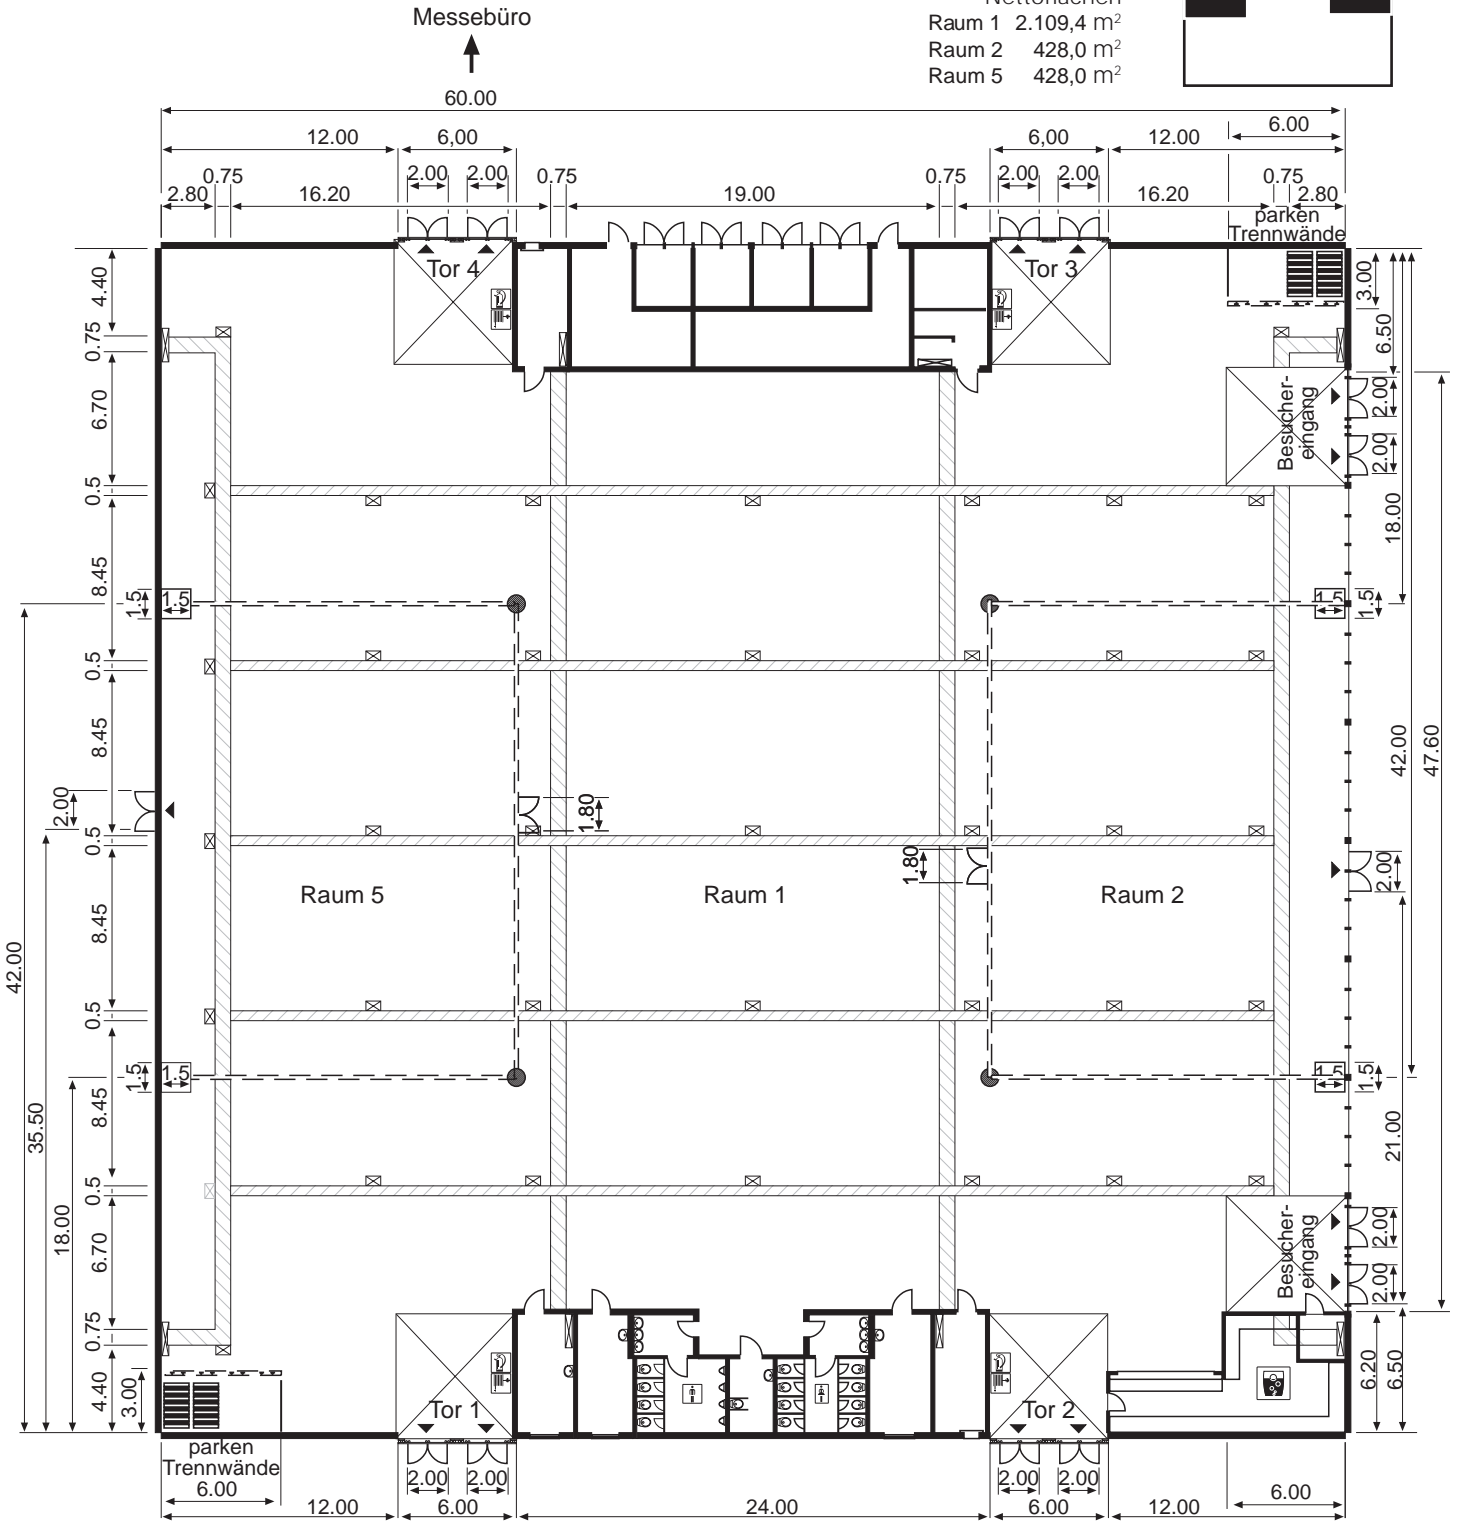 Messebüro
Nettoflächen
Raum 1 2.109,4 m²
Raum 2 428,0 m²
Raum 5 428,0 m²
60.00
12.00 6,00 6,00 12.00 6.00
0.75 2.00 2.00 0.75 0.75 2.00 2.00 0.75
2.80 16.20 19.00 16.20 2.80
parken
Trennwände
Tor 4
Tor 3
4.40
3.00
0.75
6.50
6.70
2.00
Besucher-
eingang
2.00
0.5
18.00
8.45
1.5 1.5
1.5 1.5
0.5
8.45
42.00
47.60
2.00
1.80
0.5
1.80
2.00
Raum 5
Raum 1
Raum 2
8.45
42.00
0.5
1.5 1.5
1.5 1.5
8.45
35.50
21.00
0.5
18.00
6.70
Besucher-
eingang
2.00
2.00
0.75
4.40
3.00
6.20
6.50
Tor 1
Tor 2
parken
Trennwände
6.00
2.00 2.00
2.00 2.00
6.00
12.00 6.00 24.00 6.00 12.00